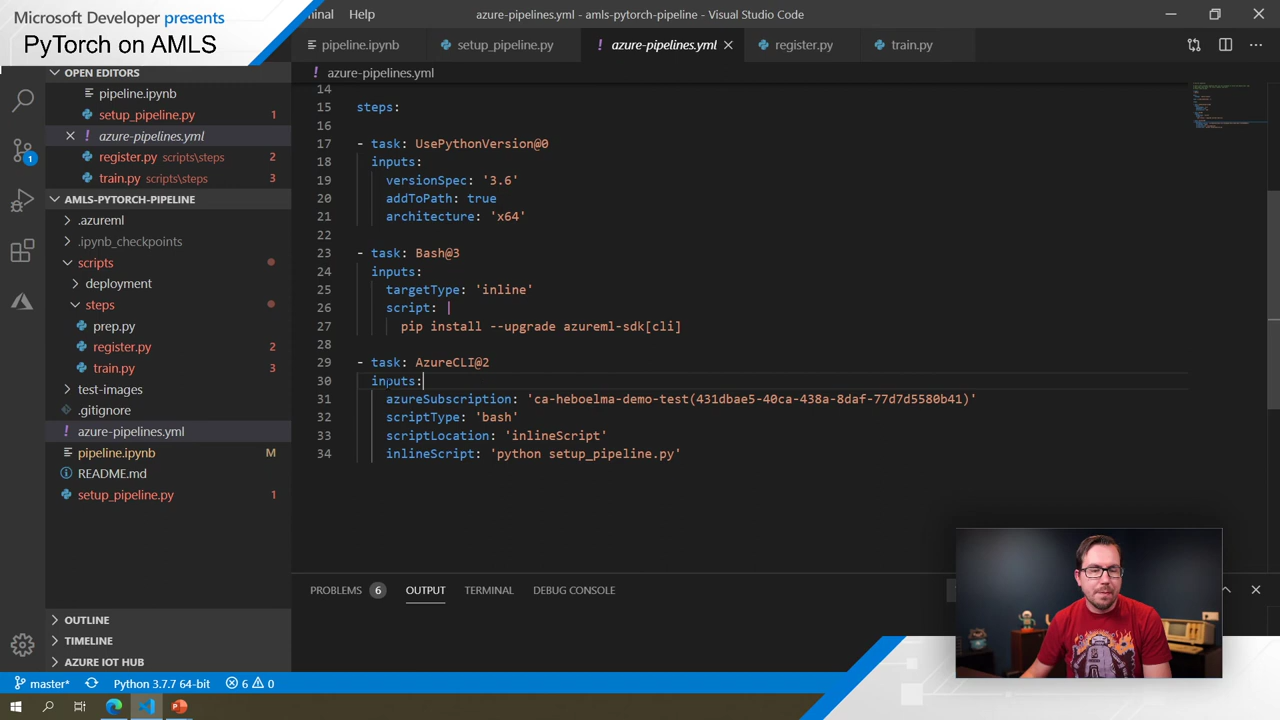 Microsoft Developer presents
PyTorch on AMLS
minal Help
azure-pipelines.yml - amls-pytorch-pipeline - Visual Studio Code
pipeline.ipynb
setup_pipeline.py
! azure-pipelines.yml
register.py
train.py
OPEN EDITORS
pipeline.ipynb
setup_pipeline.py 1
! azure-pipelines.yml
register.py scripts\steps 2
train.py scripts\steps 3
AMLS-PYTORCH-PIPELINE
.azureml
.ipynb_checkpoints
scripts
deployment
steps
prep.py
register.py 2
train.py 3
test-images
.gitignore
! azure-pipelines.yml
pipeline.ipynb M
README.md
setup_pipeline.py 1
OUTLINE
TIMELINE
AZURE IOT HUB
! azure-pipelines.yml
14
15 steps:
16
17 - task: UsePythonVersion@0
18 inputs:
19 versionSpec: '3.6'
20 addToPath: true
21 architecture: 'x64'
22
23 - task: Bash@3
24 inputs:
25 targetType: 'inline'
26 script: |
27 pip install --upgrade azureml-sdk[cli]
28
29 - task: AzureCLI@2
30 inputs:
31 azureSubscription: 'ca-heboelma-demo-test(431dbae5-40ca-438a-8daf-77d7d5580b41)'
32 scriptType: 'bash'
33 scriptLocation: 'inlineScript'
34 inlineScript: 'python setup_pipeline.py'
PROBLEMS 6 OUTPUT TERMINAL DEBUG CONSOLE
1
master* Python 3.7.7 64-bit 6 0